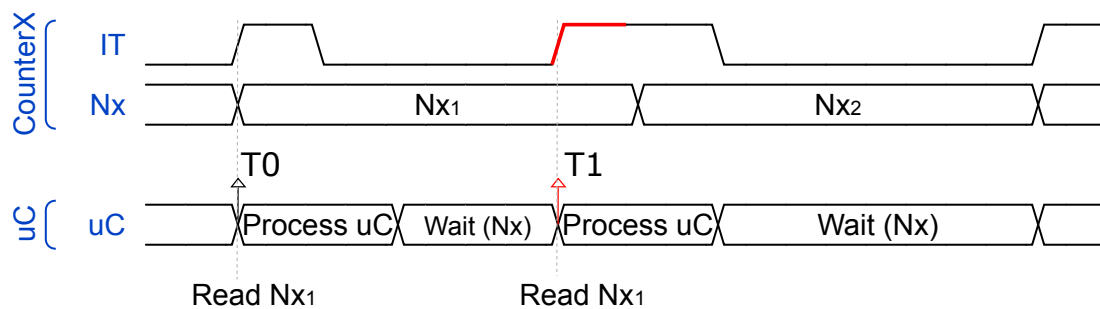 CounterX
IT
Nx
Nx1
Nx2
T0
T1
uC
uC
Process uC
Wait (Nx)
Process uC
Wait (Nx)
Read Nx1
Read Nx1